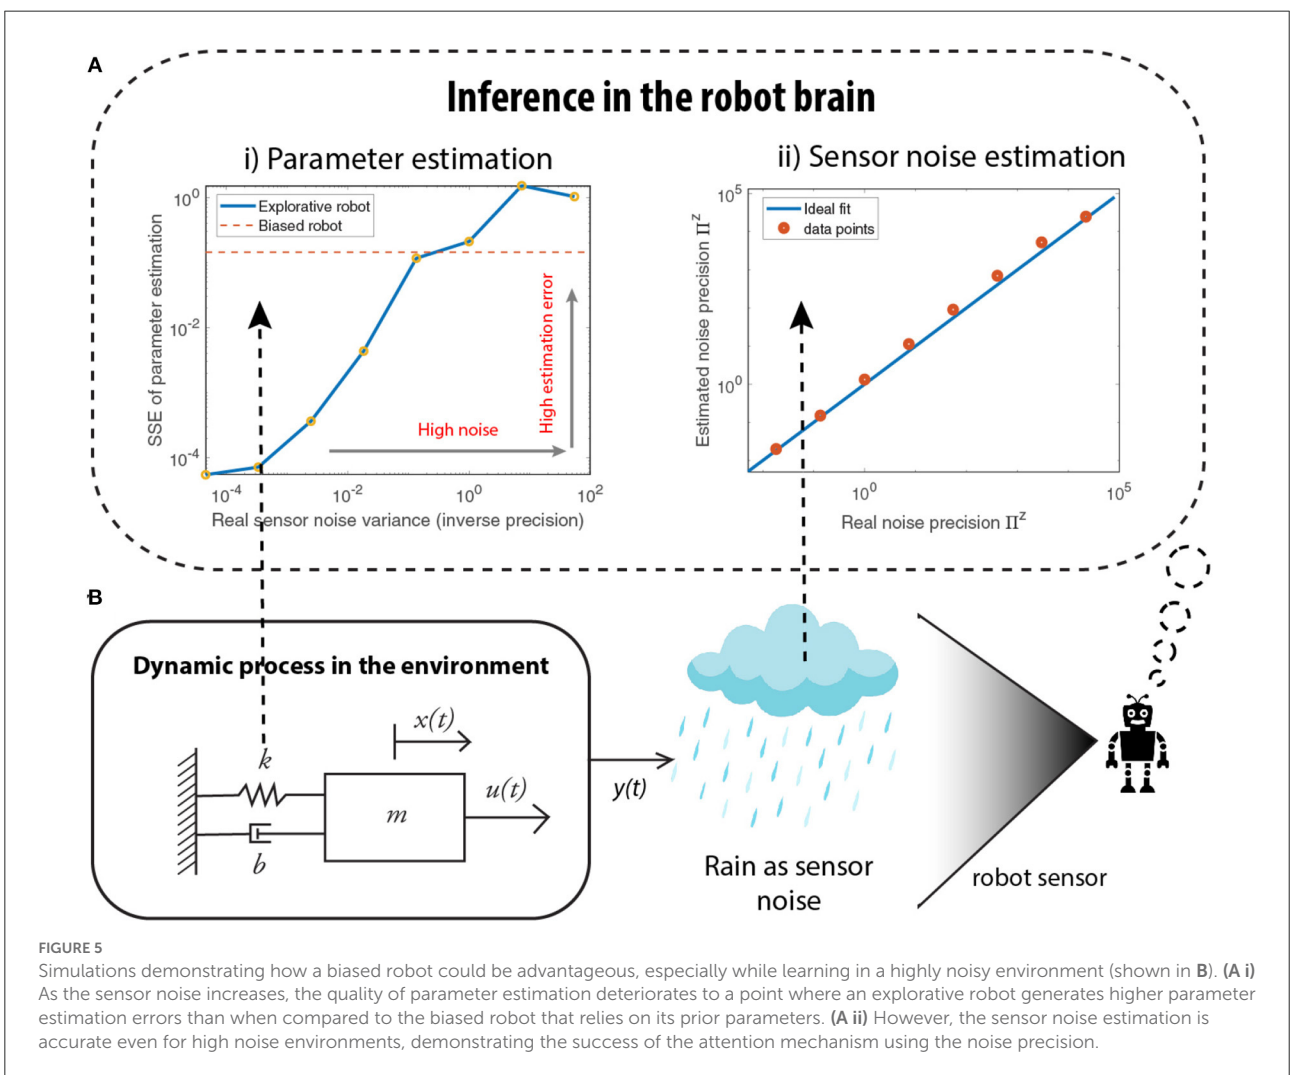 A
Inference in the robot brain
i) Parameter estimation
Explorative robot
Biased robot
SSE of parameter estimation
10^0
10^-2
10^-4
High noise
High estimation error
10^-4 10^-2 10^0 10^2
Real sensor noise variance (inverse precision)
ii) Sensor noise estimation
Ideal fit
data points
Estimated noise precision Π^z
10^5
10^0
10^0 10^5
Real noise precision Π^z
B
Dynamic process in the environment
x(t)
k
u(t)
m
b
y(t)
Rain as sensor
noise
robot sensor
FIGURE 5
Simulations demonstrating how a biased robot could be advantageous, especially while learning in a highly noisy environment (shown in B). (A i)
As the sensor noise increases, the quality of parameter estimation deteriorates to a point where an explorative robot generates higher parameter
estimation errors than when compared to the biased robot that relies on its prior parameters. (A ii) However, the sensor noise estimation is
accurate even for high noise environments, demonstrating the success of the attention mechanism using the noise precision.